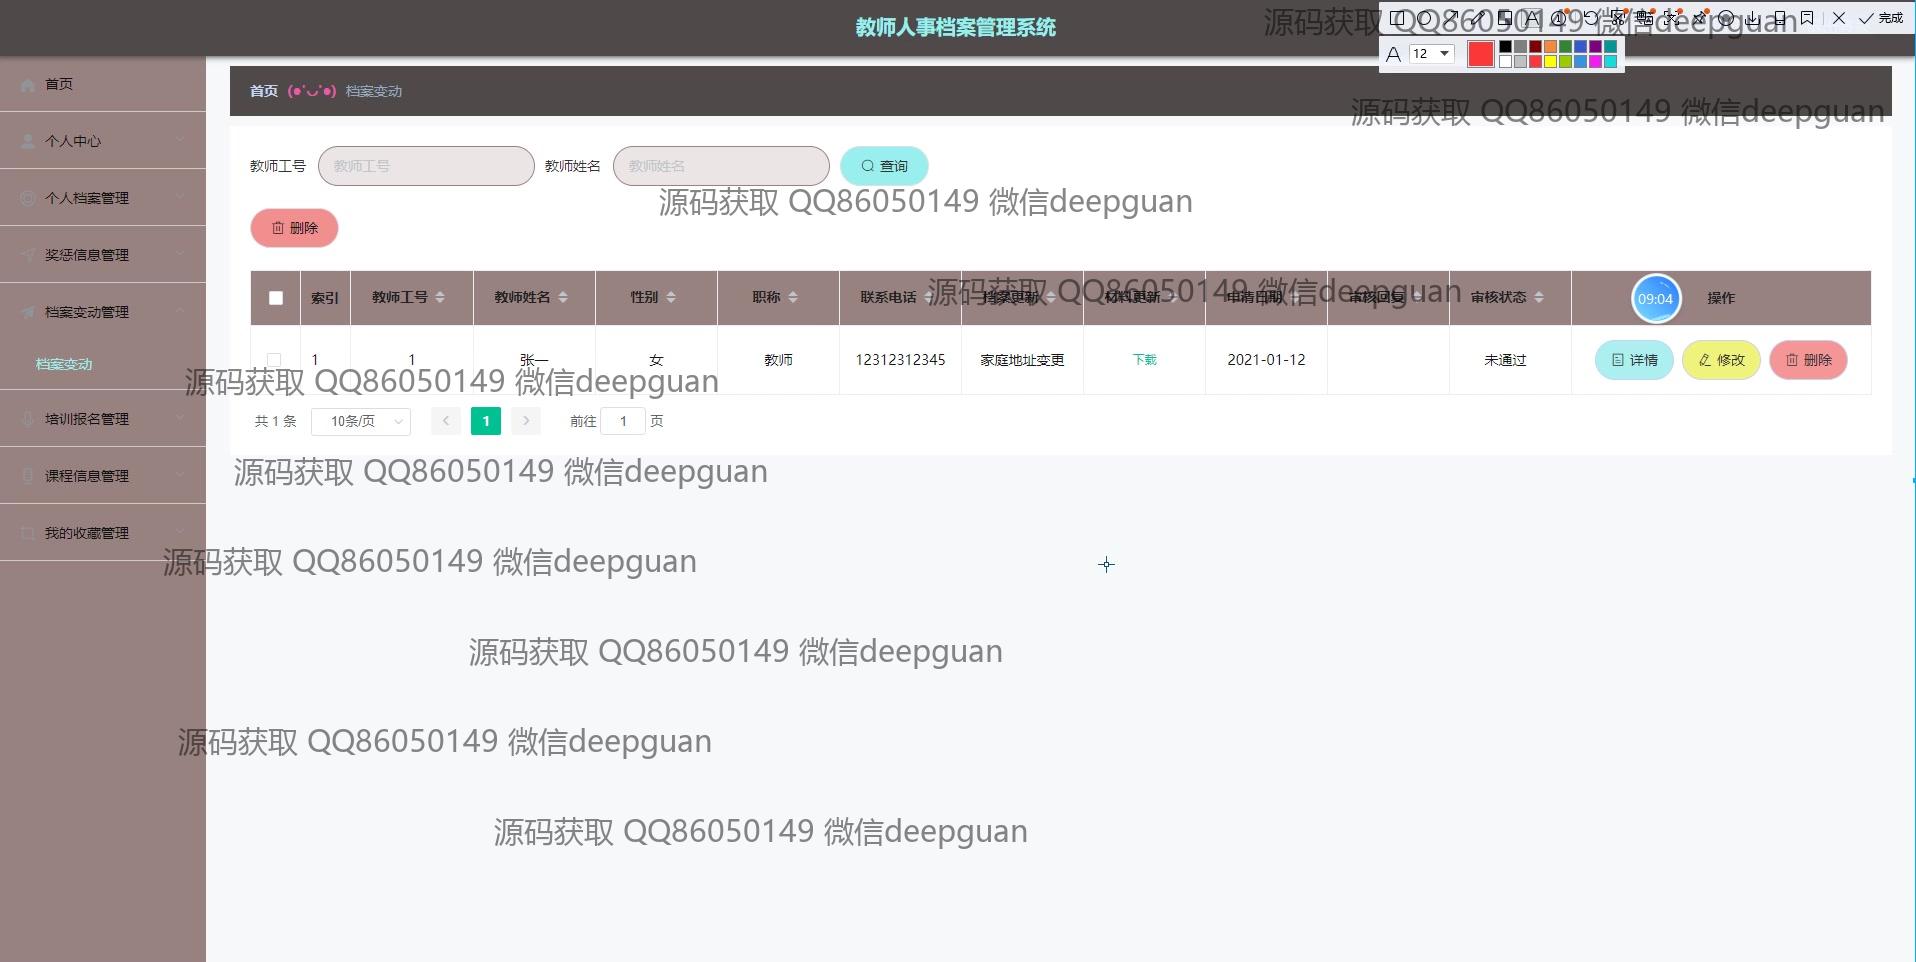 教师人事档案管理系统
源码获取 QQ86050149 微信deepguan
完成
A 12
首页
个人中心
个人档案管理
奖惩信息管理
档案变动管理
档案变动
培训报名管理
课程信息管理
我的收藏管理
首页 (●'◡'●) 档案变动
源码获取 QQ86050149 微信deepguan
教师工号 教师工号 教师姓名 教师姓名 查询
源码获取 QQ86050149 微信deepguan
删除
索引 教师工号 教师姓名 性别 职称 联系电话 档案更新 材料更新 申请日期 审核回复 审核状态 09:04 操作
源码获取 QQ86050149 微信deepguan
1 1 张一 女 教师 12312312345 家庭地址变更 下载 2021-01-12 未通过 详情 修改 删除
源码获取 QQ86050149 微信deepguan
共 1 条 10条/页 1 前往 1 页
源码获取 QQ86050149 微信deepguan
源码获取 QQ86050149 微信deepguan
源码获取 QQ86050149 微信deepguan
源码获取 QQ86050149 微信deepguan
源码获取 QQ86050149 微信deepguan